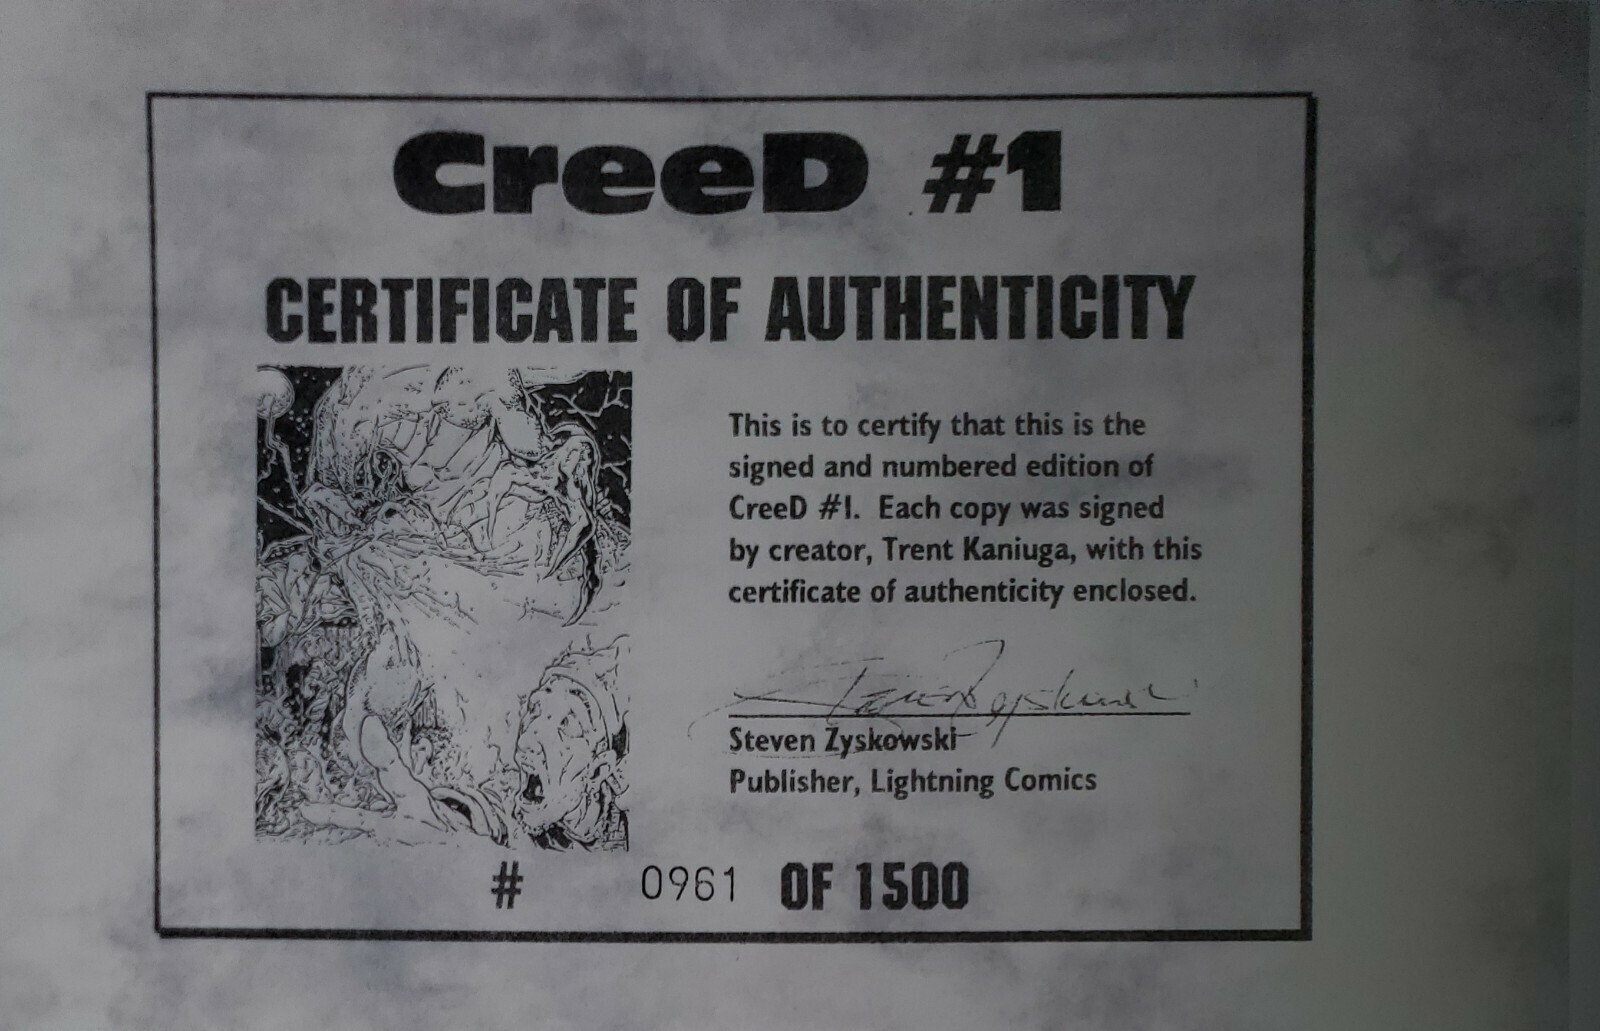 CreeD #1
CERTIFICATE OF AUTHENTICITY
This is to certify that this is the
signed and numbered edition of
CreeD #1. Each copy was signed
by creator, Trent Kaniuga, with this
certificate of authenticity enclosed.
Steven Zyskowski
Publisher, Lightning Comics
# 0961 OF 1500